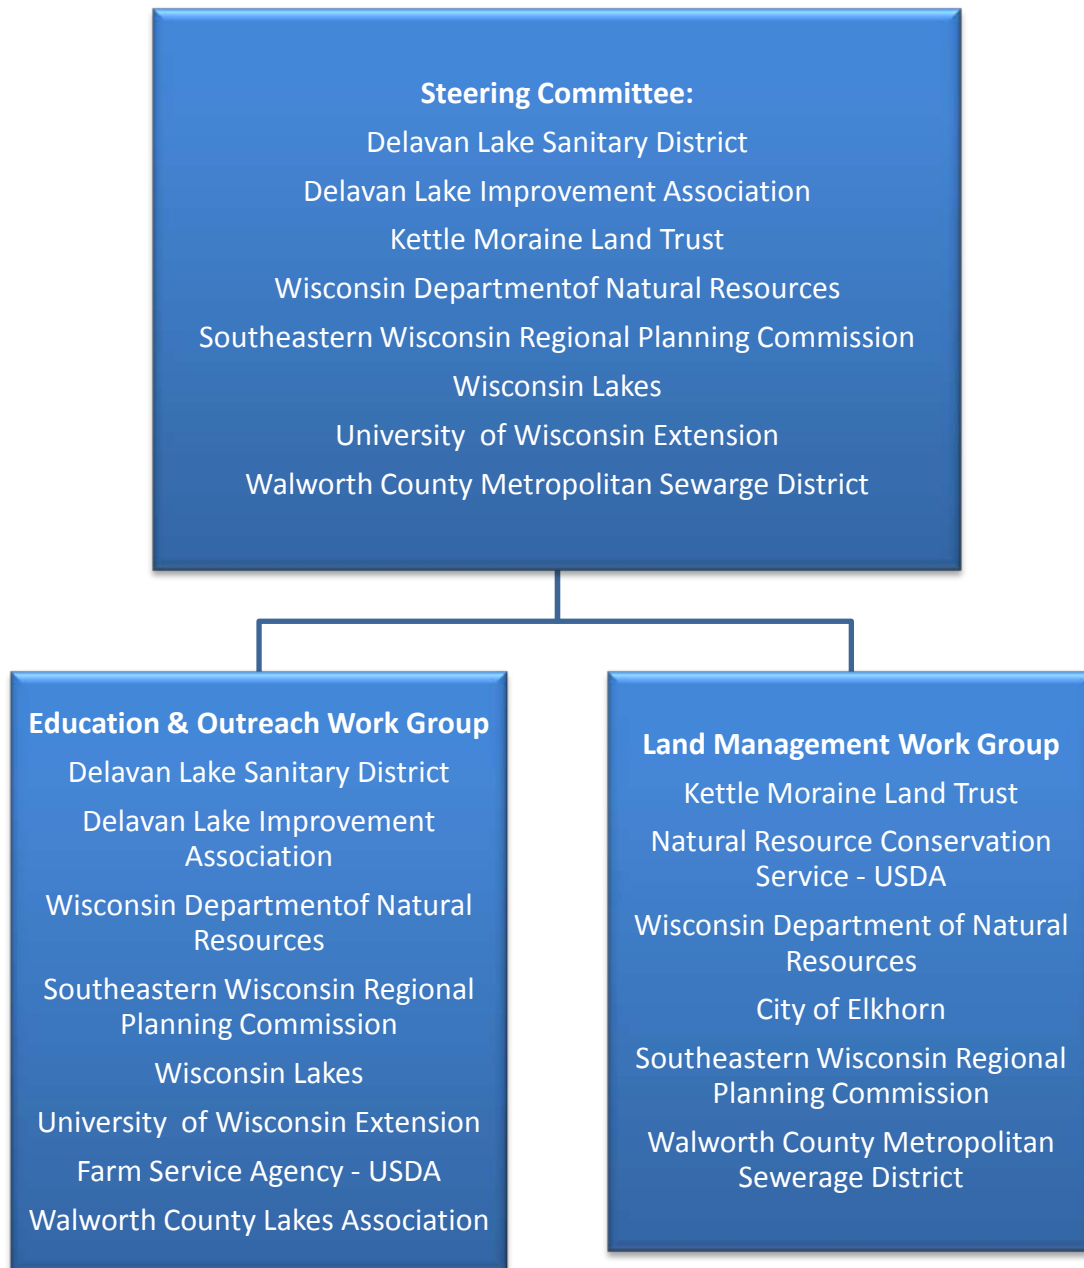 Steering Committee:
Delavan Lake Sanitary District
Delavan Lake Improvement Association
Kettle Moraine Land Trust
Wisconsin Departmentof Natural Resources
Southeastern Wisconsin Regional Planning Commission
Wisconsin Lakes
University  of Wisconsin Extension
Walworth County Metropolitan Sewarge District
Education & Outreach Work Group
Delavan Lake Sanitary District
Delavan Lake Improvement
Association
Wisconsin Departmentof Natural
Resources
Southeastern Wisconsin Regional
Planning Commission
Wisconsin Lakes
University  of Wisconsin Extension
Farm Service Agency - USDA
Walworth County Lakes Association
Land Management Work Group
Kettle Moraine Land Trust
Natural Resource Conservation
Service - USDA
Wisconsin Department of Natural
Resources
City of Elkhorn
Southeastern Wisconsin Regional
Planning Commission
Walworth County Metropolitan
Sewerage District